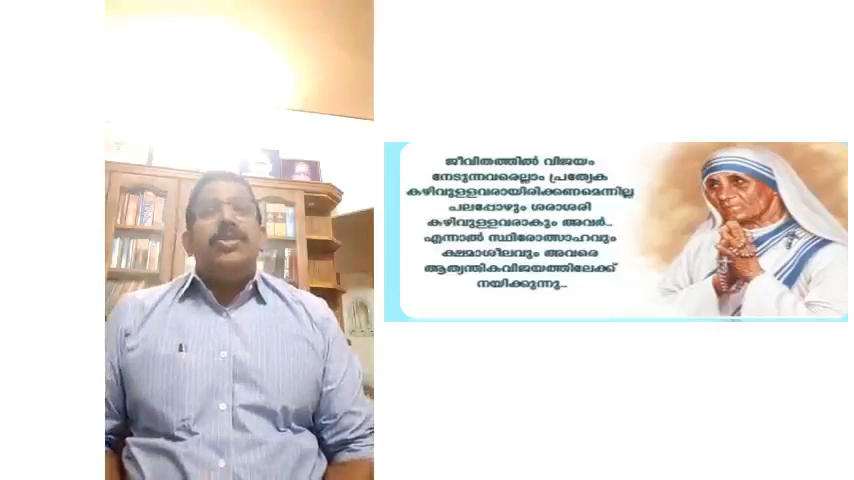 ജീവിതത്തിൽ വിജയം
നേടുന്നവരെല്ലാം പ്രത്യേക
കഴിവുള്ളവരായിരിക്കണമെന്നില്ല
പലപ്പോഴും ശരാശരി
കഴിവുള്ളവരാകും അവർ..
എന്നാൽ സ്ഥിരോത്സാഹവും
ക്ഷമാശീലവും അവരെ
ആത്യന്തികവിജയത്തിലേക്ക്
നയിക്കുന്നു..